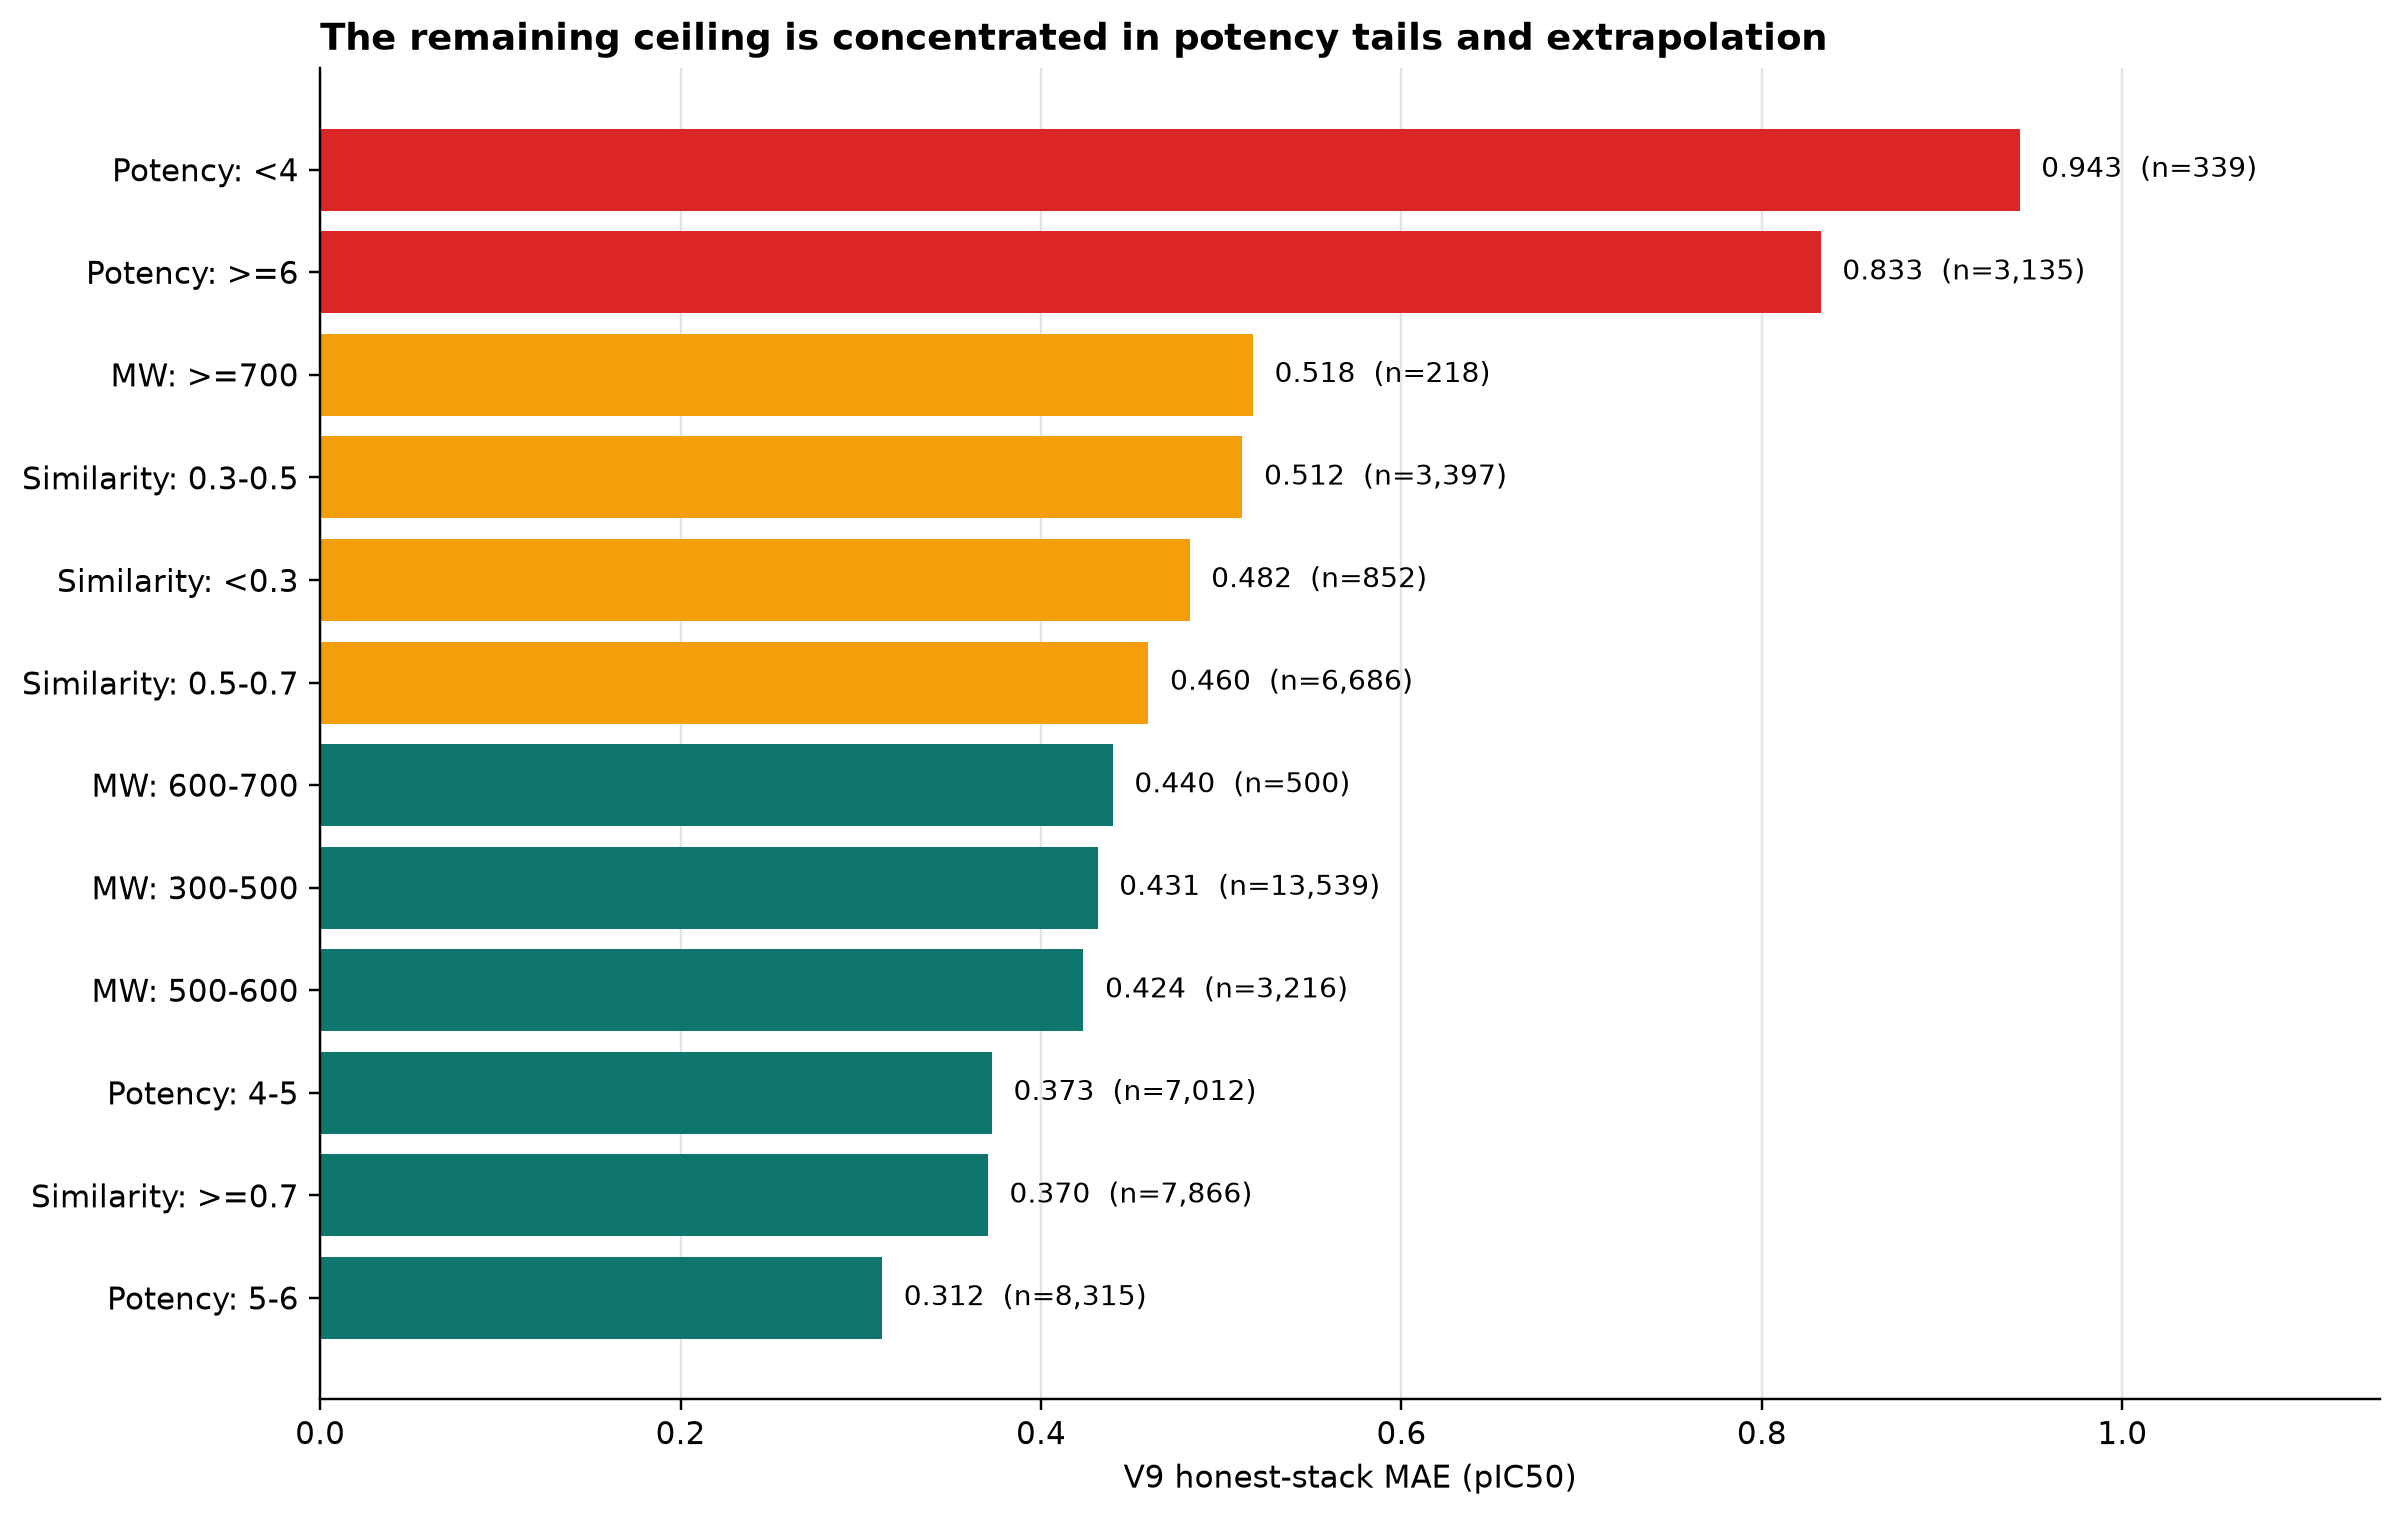 The remaining ceiling is concentrated in potency tails and extrapolation
Potency: <4
0.943  (n=339)
Potency: >=6
0.833  (n=3,135)
MW: >=700
0.518  (n=218)
Similarity: 0.3-0.5
0.512  (n=3,397)
Similarity: <0.3
0.482  (n=852)
Similarity: 0.5-0.7
0.460  (n=6,686)
MW: 600-700
0.440  (n=500)
MW: 300-500
0.431  (n=13,539)
MW: 500-600
0.424  (n=3,216)
Potency: 4-5
0.373  (n=7,012)
Similarity: >=0.7
0.370  (n=7,866)
Potency: 5-6
0.312  (n=8,315)
0.0 0.2 0.4 0.6 0.8 1.0
V9 honest-stack MAE (pIC50)